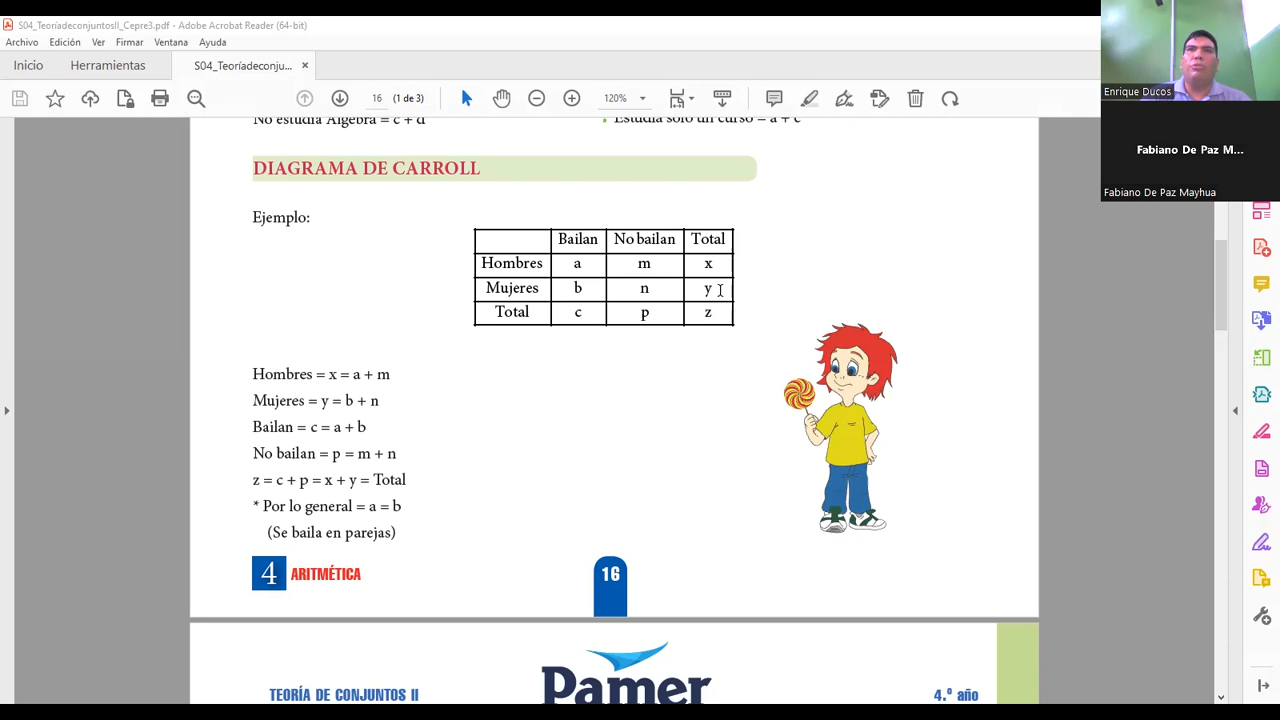 S04_TeoríadeconjuntosII_Cepre3.pdf - Adobe Acrobat Reader (64-bit)
Archivo Edición Ver Firmar Ventana Ayuda
Inicio Herramientas S04_Teoríadeconju... ×
16 (1 de 3) 120%
Enrique Ducos
Fabiano De Paz M...
Fabiano De Paz Mayhua
No estudia Álgebra = c + d
Estudia sólo un curso = a + c
DIAGRAMA DE CARROLL
Ejemplo:
Bailan No bailan Total
Hombres a m x
Mujeres b n y
Total c p z
Hombres = x = a + m
Mujeres = y = b + n
Bailan = c = a + b
No bailan = p = m + n
z = c + p = x + y = Total
* Por lo general = a = b
(Se baila en parejas)
4 ARITMÉTICA 16
TEORÍA DE CONJUNTOS II Pamer 4.º año